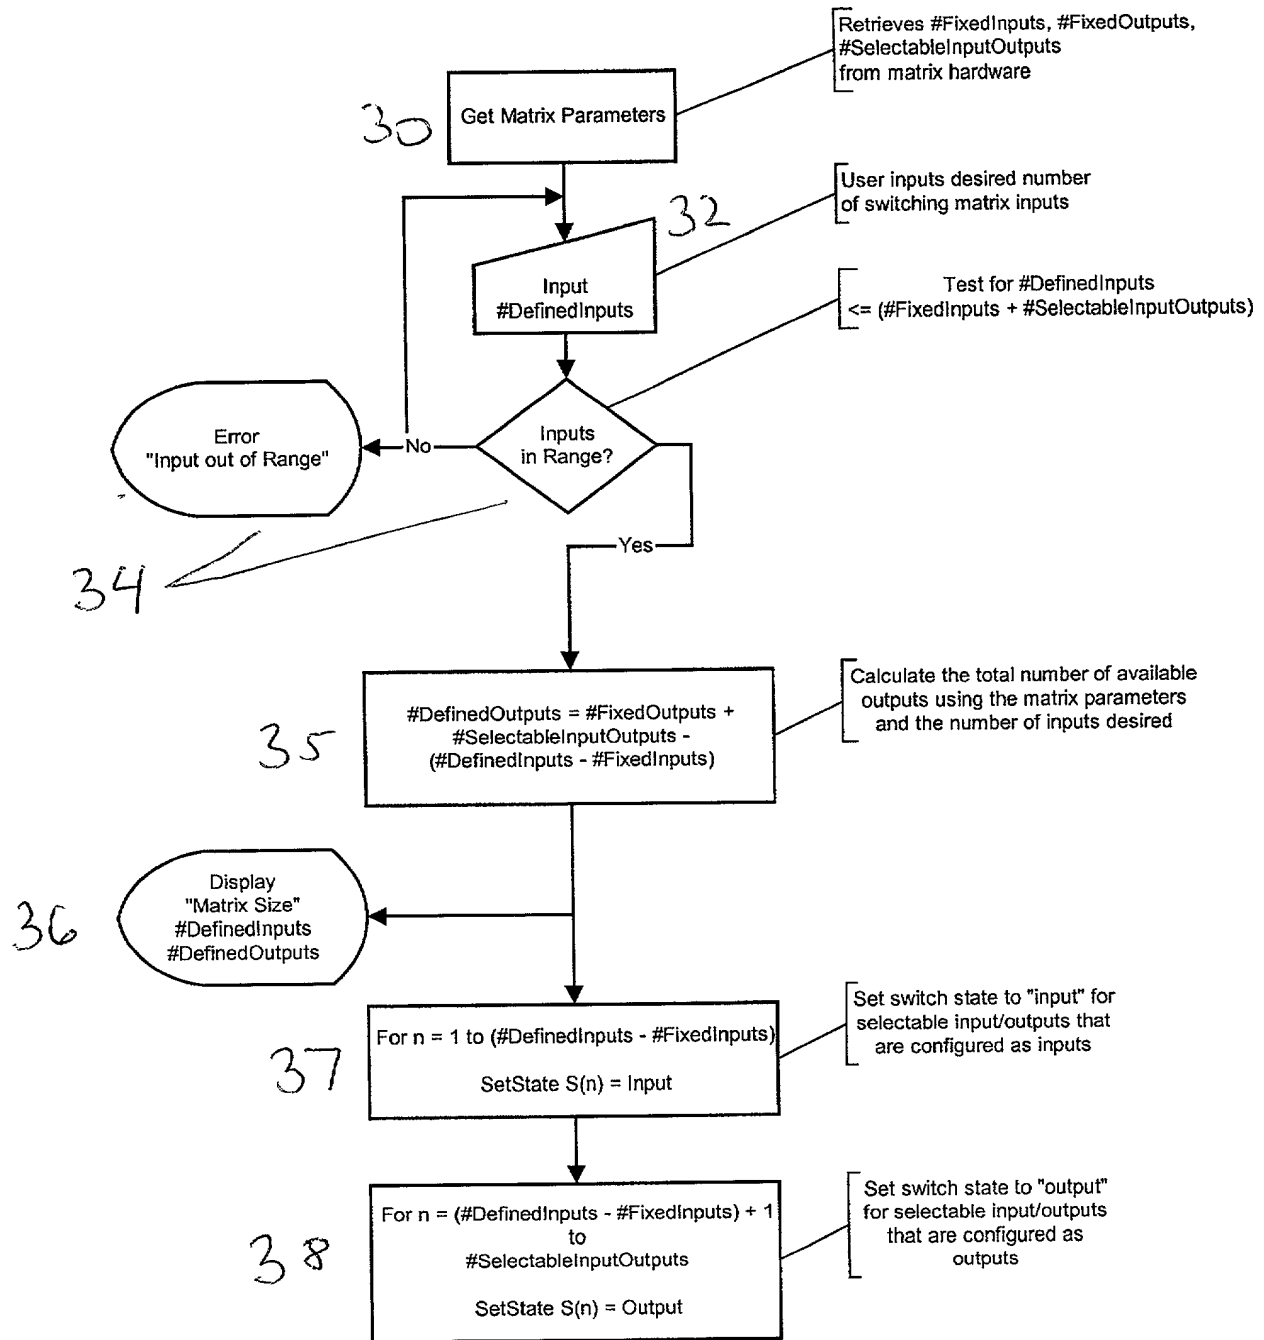 Retrieves #FixedInputs, #FixedOutputs,
#SelectableInputOutputs
from matrix hardware
30
Get Matrix Parameters
User inputs desired number
of switching matrix inputs
32
Input
#DefinedInputs
Test for #DefinedInputs
<= (#FixedInputs + #SelectableInputOutputs)
Error
"Input out of Range"
No
Inputs
in Range?
Yes
34
35
#DefinedOutputs = #FixedOutputs +
#SelectableInputOutputs -
(#DefinedInputs - #FixedInputs)
Calculate the total number of available
outputs using the matrix parameters
and the number of inputs desired
36
Display
"Matrix Size"
#DefinedInputs
#DefinedOutputs
37
For n = 1 to (#DefinedInputs - #FixedInputs)
SetState S(n) = Input
Set switch state to "input" for
selectable input/outputs that
are configured as inputs
38
For n = (#DefinedInputs - #FixedInputs) + 1
to
#SelectableInputOutputs
SetState S(n) = Output
Set switch state to "output"
for selectable input/outputs
that are configured as
outputs